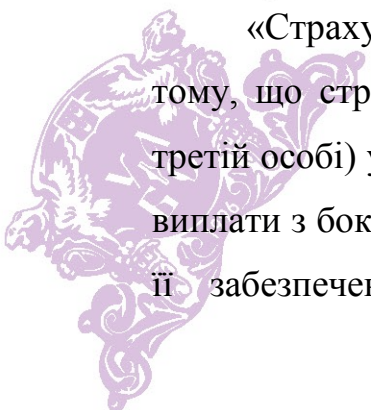 «Страху
тому, що стр
третій особі) у
виплати з бок
її забезпечен